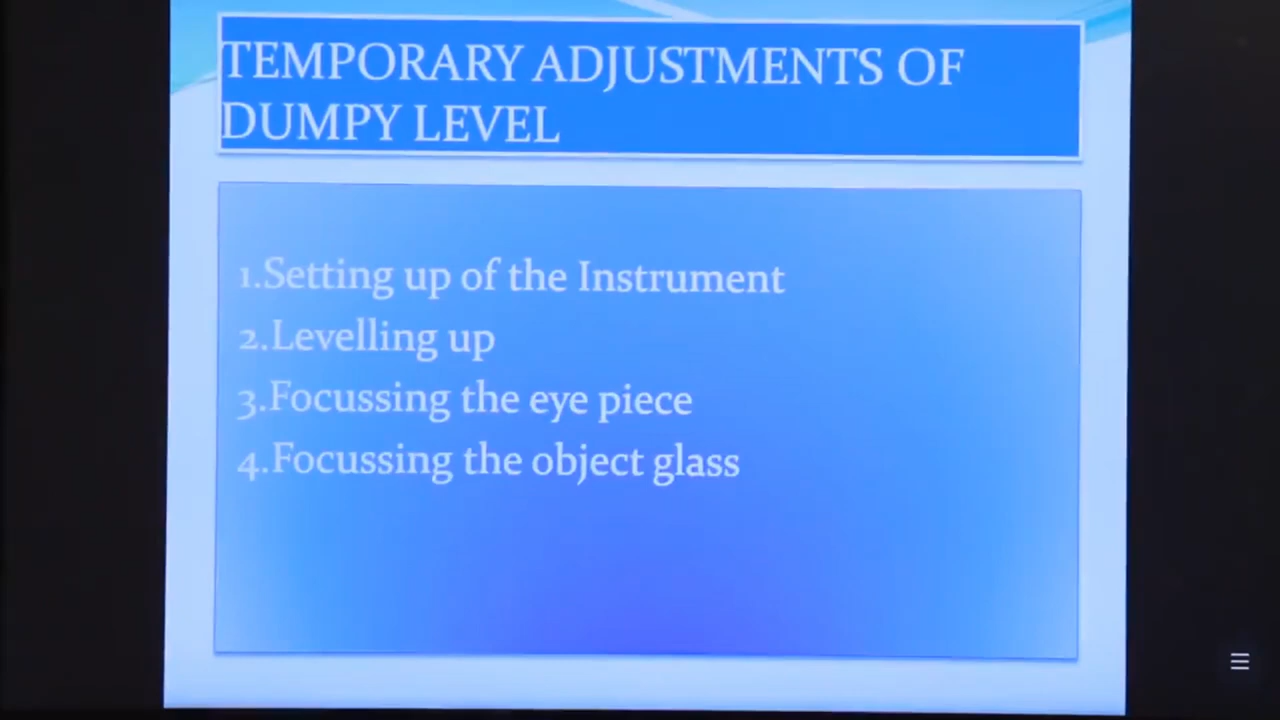 TEMPORARY ADJUSTMENTS OF
DUMPY LEVEL
1.Setting up of the Instrument
2.Levelling up
3.Focussing the eye piece
4.Focussing the object glass